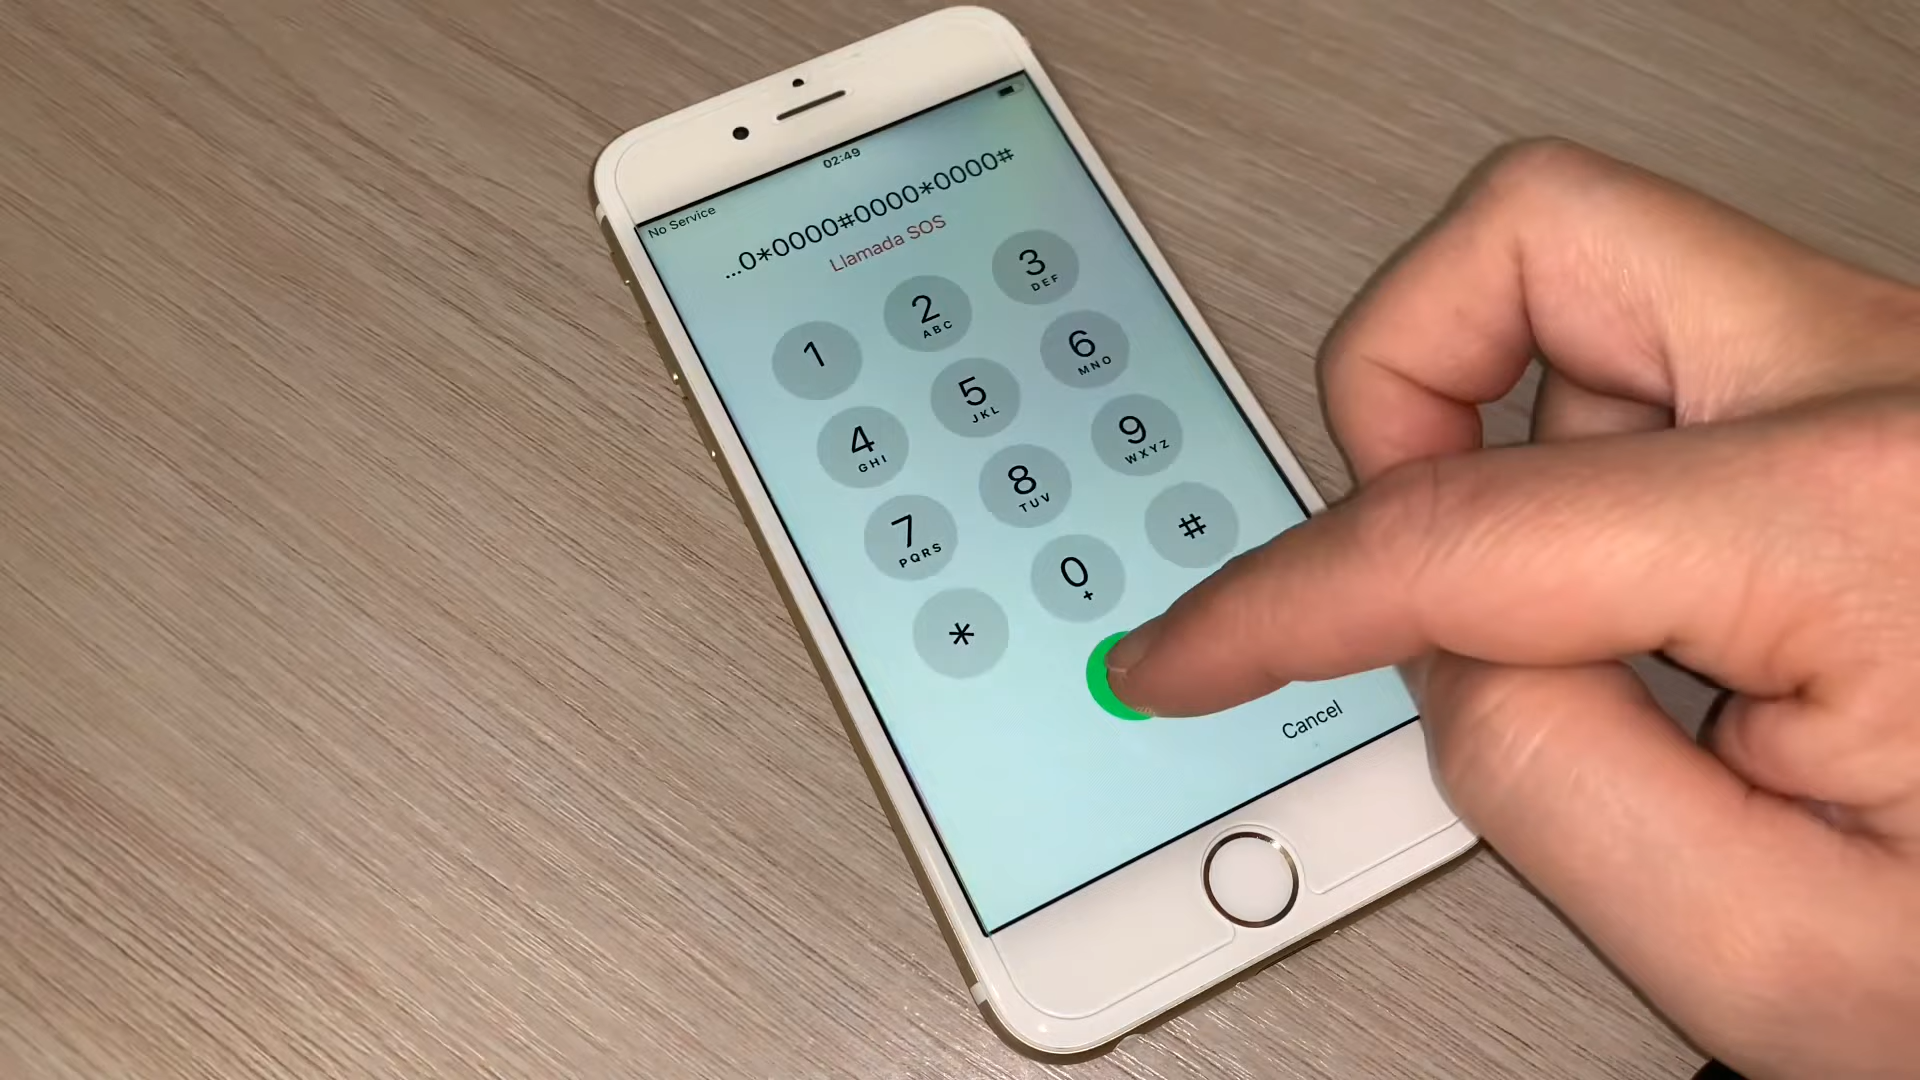 02:49
No Service
...0*0000#0000*0000#
Llamada SOS
1
2
ABC
3
DEF
4
GHI
5
JKL
6
MNO
7
PQRS
8
TUV
9
WXYZ
*
0
+
#
Cancel